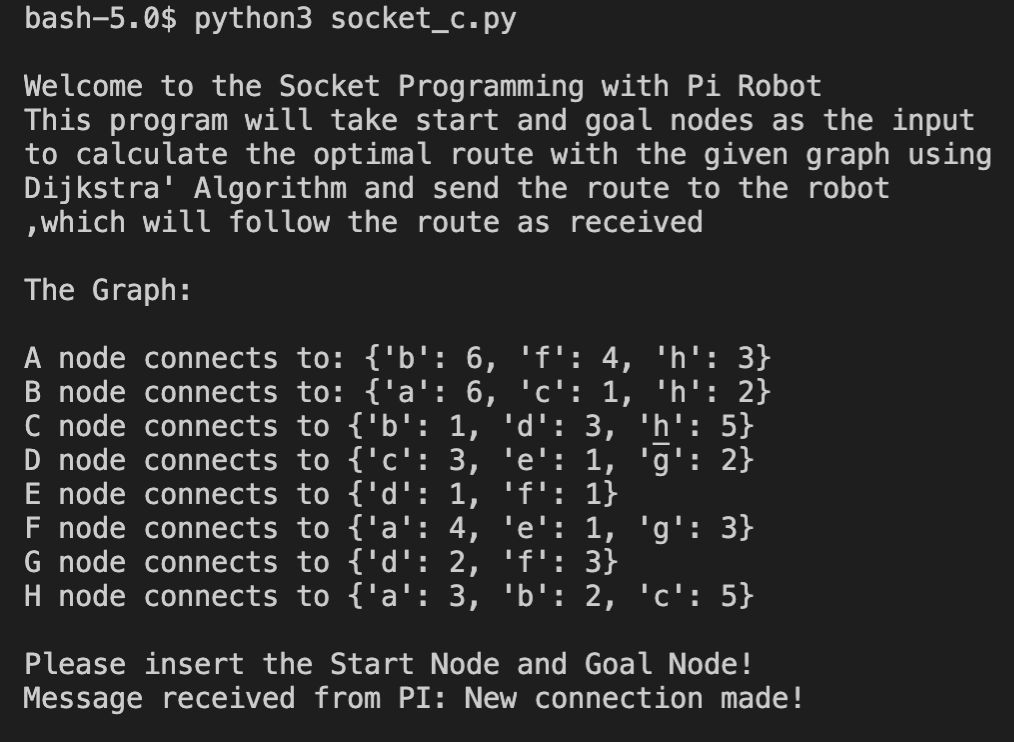 bash-5.0$ python3 socket_c.py
Welcome to the Socket Programming with Pi Robot
This program will take start and goal nodes as the input
to calculate the optimal route with the given graph using
Dijkstra' Algorithm and send the route to the robot
,which will follow the route as received
The Graph:
A node connects to: {'b': 6, 'f': 4, 'h': 3}
B node connects to: {'a': 6, 'c': 1, 'h': 2}
C node connects to {'b': 1, 'd': 3, 'h': 5}
D node connects to {'c': 3, 'e': 1, 'g': 2}
E node connects to {'d': 1, 'f': 1}
F node connects to {'a': 4, 'e': 1, 'g': 3}
G node connects to {'d': 2, 'f': 3}
H node connects to {'a': 3, 'b': 2, 'c': 5}
Please insert the Start Node and Goal Node!
Message received from PI: New connection made!